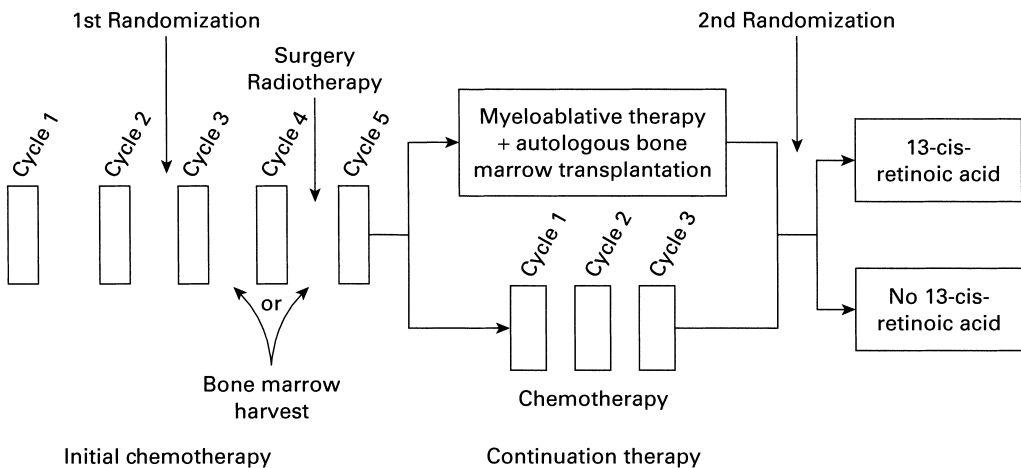 1st Randomization
2nd Randomization
Surgery
Radiotherapy
Cycle 1
Cycle 2
Cycle 3
Cycle 4
Cycle 5
Myeloablative therapy
+ autologous bone
marrow transplantation
13-cis-
retinoic acid
Cycle 1
Cycle 2
Cycle 3
or
No 13-cis-
retinoic acid
Bone marrow
harvest
Chemotherapy
Initial chemotherapy
Continuation therapy